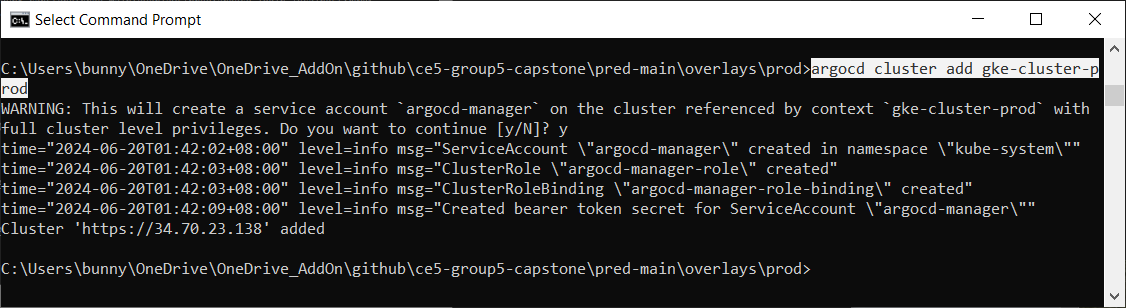 Select Command Prompt
C:\Users\bunny\OneDrive\OneDrive_AddOn\github\ce5-group5-capstone\pred-main\overlays\prod>argocd cluster add gke-cluster-p
rod
WARNING: This will create a service account `argocd-manager` on the cluster referenced by context `gke-cluster-prod` with
full cluster level privileges. Do you want to continue [y/N]? y
time="2024-06-20T01:42:02+08:00" level=info msg="ServiceAccount \"argocd-manager\" created in namespace \"kube-system\""
time="2024-06-20T01:42:03+08:00" level=info msg="ClusterRole \"argocd-manager-role\" created"
time="2024-06-20T01:42:03+08:00" level=info msg="ClusterRoleBinding \"argocd-manager-role-binding\" created"
time="2024-06-20T01:42:09+08:00" level=info msg="Created bearer token secret for ServiceAccount \"argocd-manager\""
Cluster 'https://34.70.23.138' added
C:\Users\bunny\OneDrive\OneDrive_AddOn\github\ce5-group5-capstone\pred-main\overlays\prod>